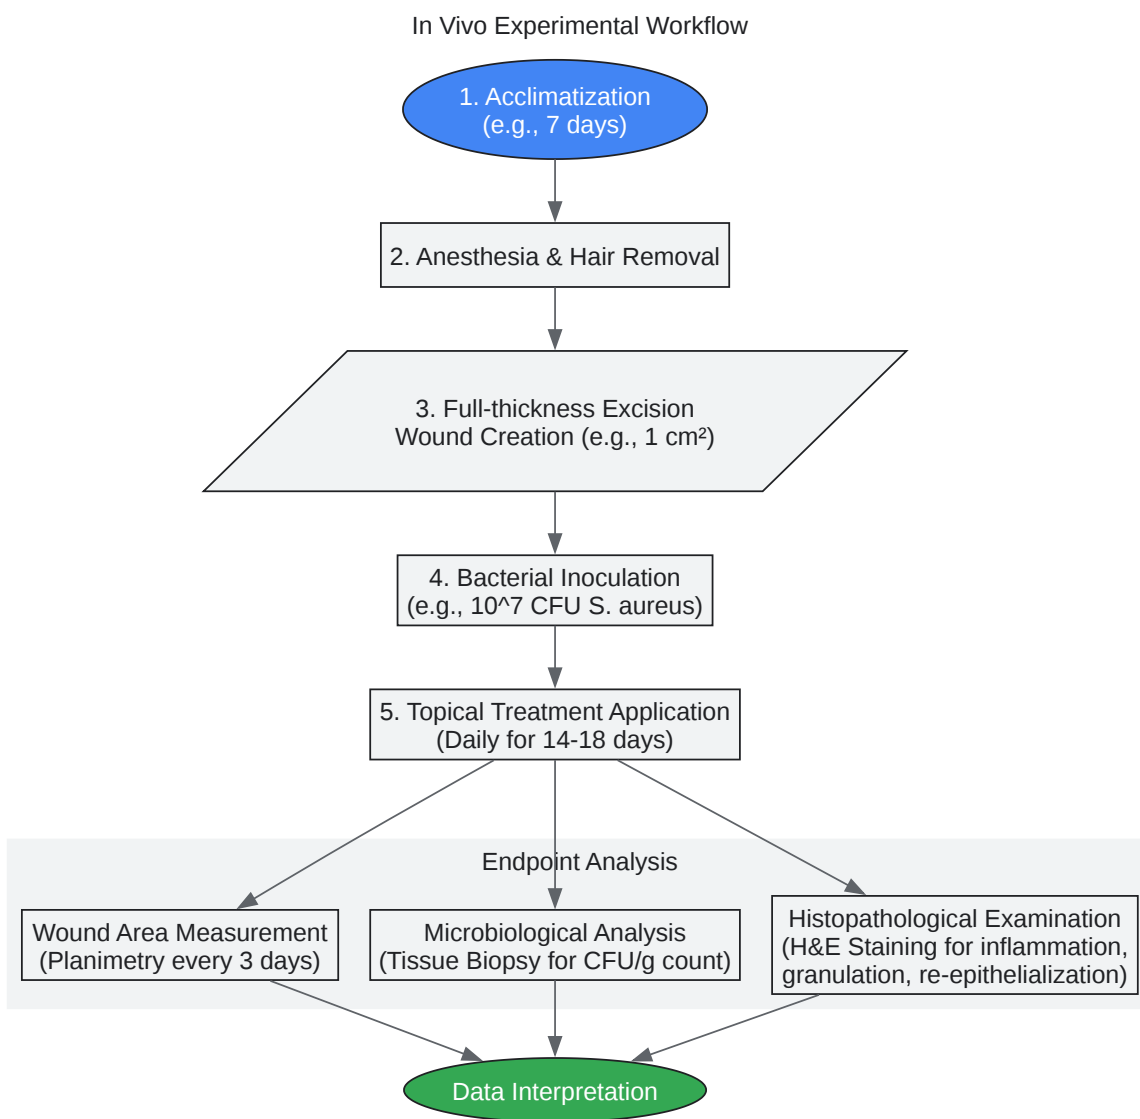 In Vivo Experimental Workflow
1. Acclimatization
(e.g., 7 days)
2. Anesthesia & Hair Removal
3. Full-thickness Excision
Wound Creation (e.g., 1 cm²)
4. Bacterial Inoculation
(e.g., 10^7 CFU S. aureus)
5. Topical Treatment Application
(Daily for 14-18 days)
Endpoint Analysis
Wound Area Measurement
(Planimetry every 3 days)
Microbiological Analysis
(Tissue Biopsy for CFU/g count)
Histopathological Examination
(H&E Staining for inflammation,
granulation, re-epithelialization)
Data Interpretation